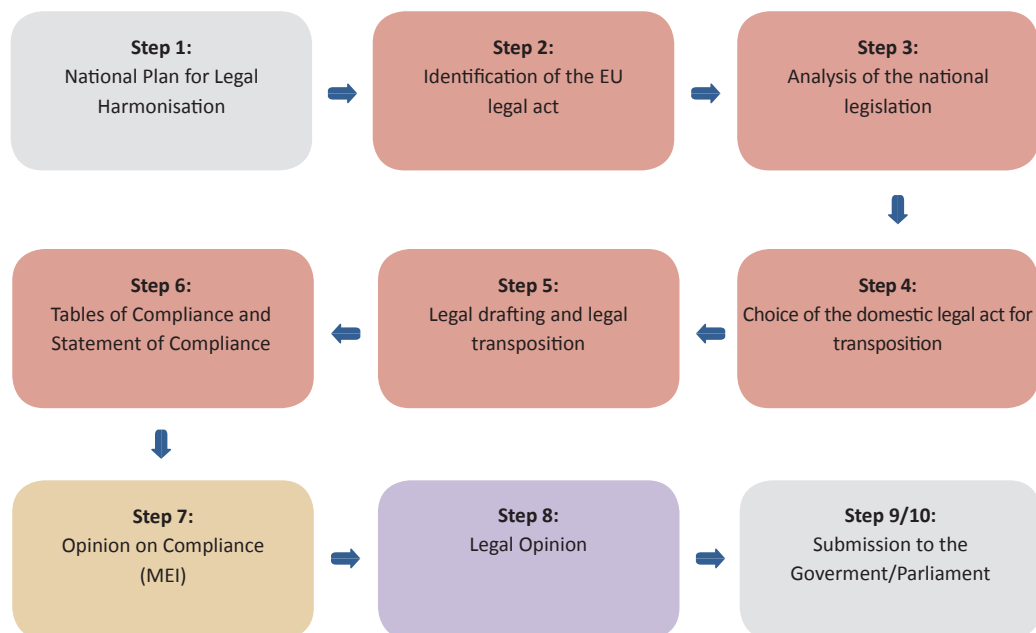 Step 1:
National Plan for Legal
Harmonisation
Step 2:
Identification of the EU
legal act
Step 3:
Analysis of the national
legislation
Step 6:
Tables of Compliance and
Statement of Compliance
Step 5:
Legal drafting and legal
transposition
Step 4:
Choice of the domestic legal act for
transposition
Step 7:
Opinion on Compliance
(MEI)
Step 8:
Legal Opinion
Step 9/10:
Submission to the
Goverment/Parliament